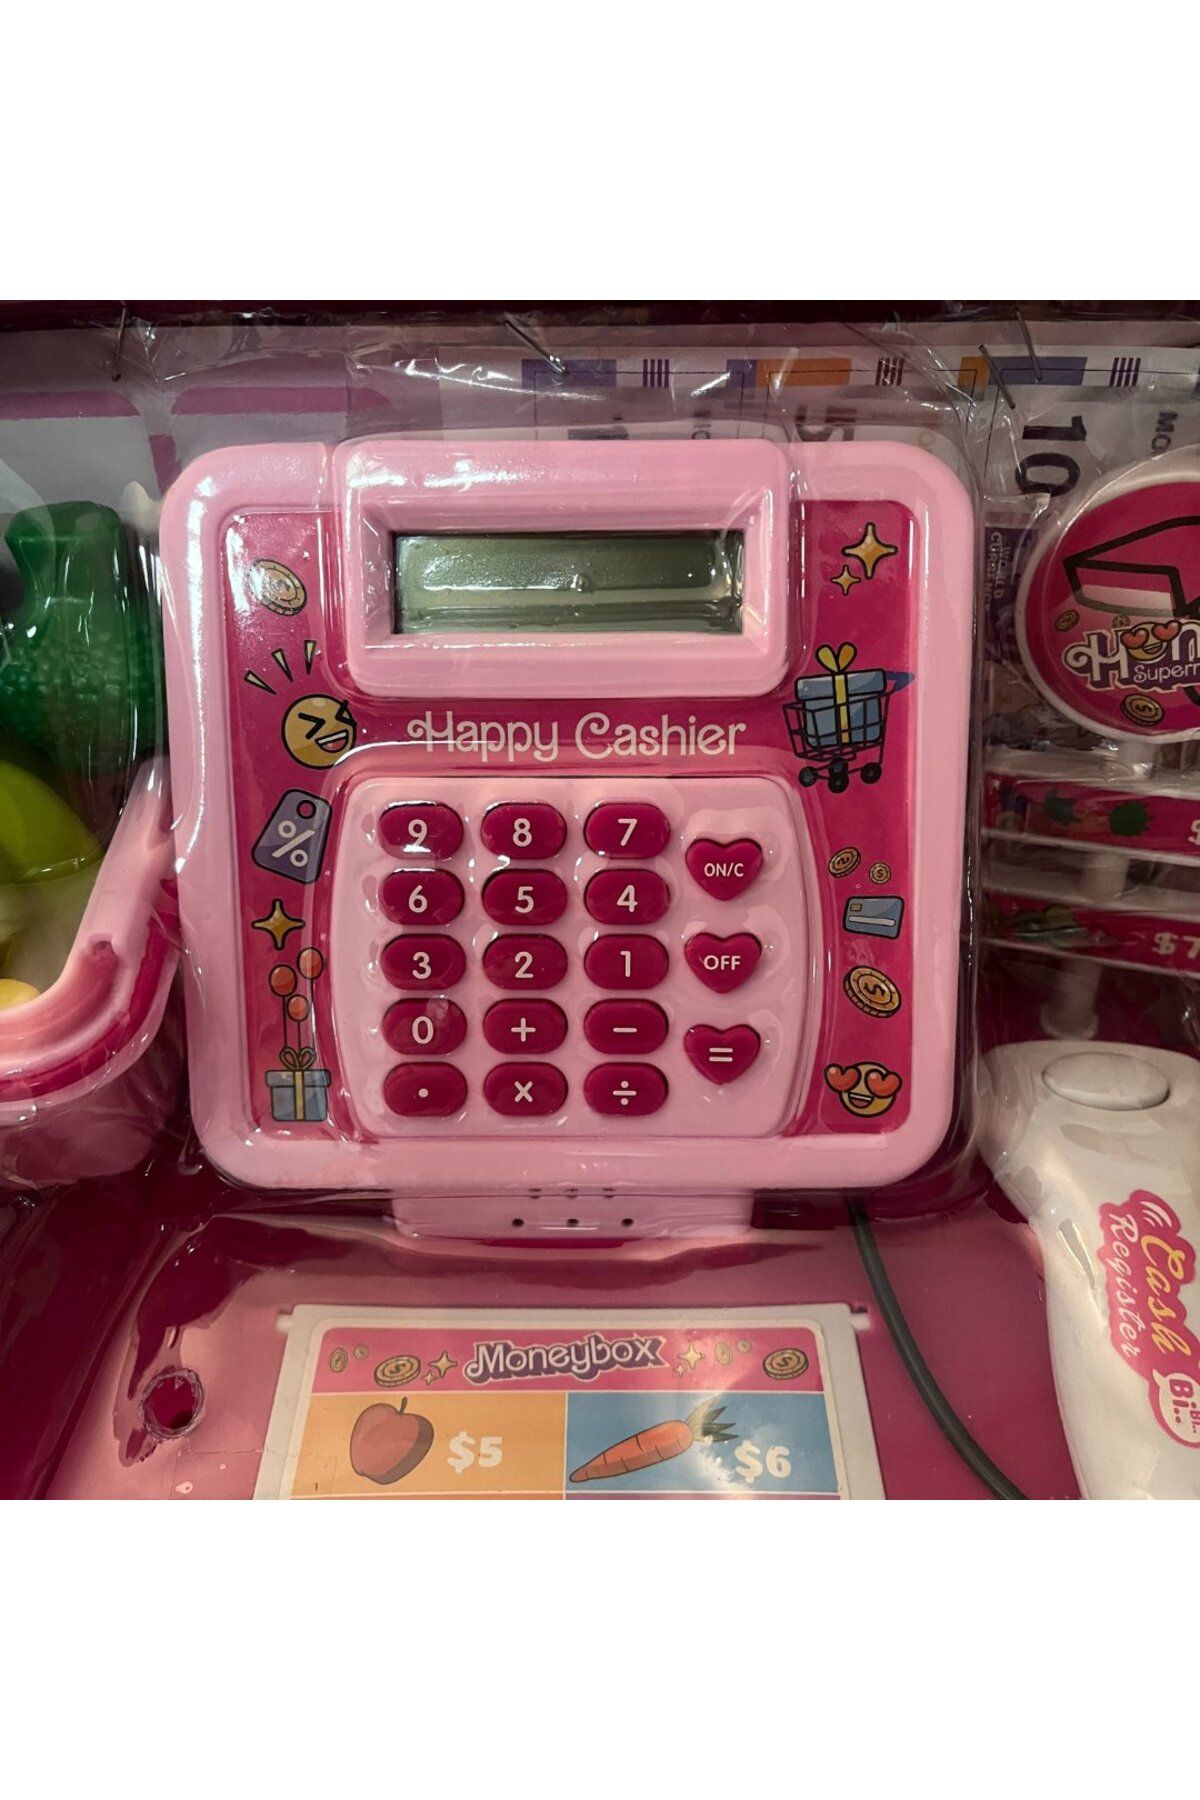 10
Happy Cashier
%
9 8 7
ON/C
6 5 4
3 2 1
OFF
0 + −
=
. × ÷
Moneybox
$5
$6
Cash
Register
Bi..